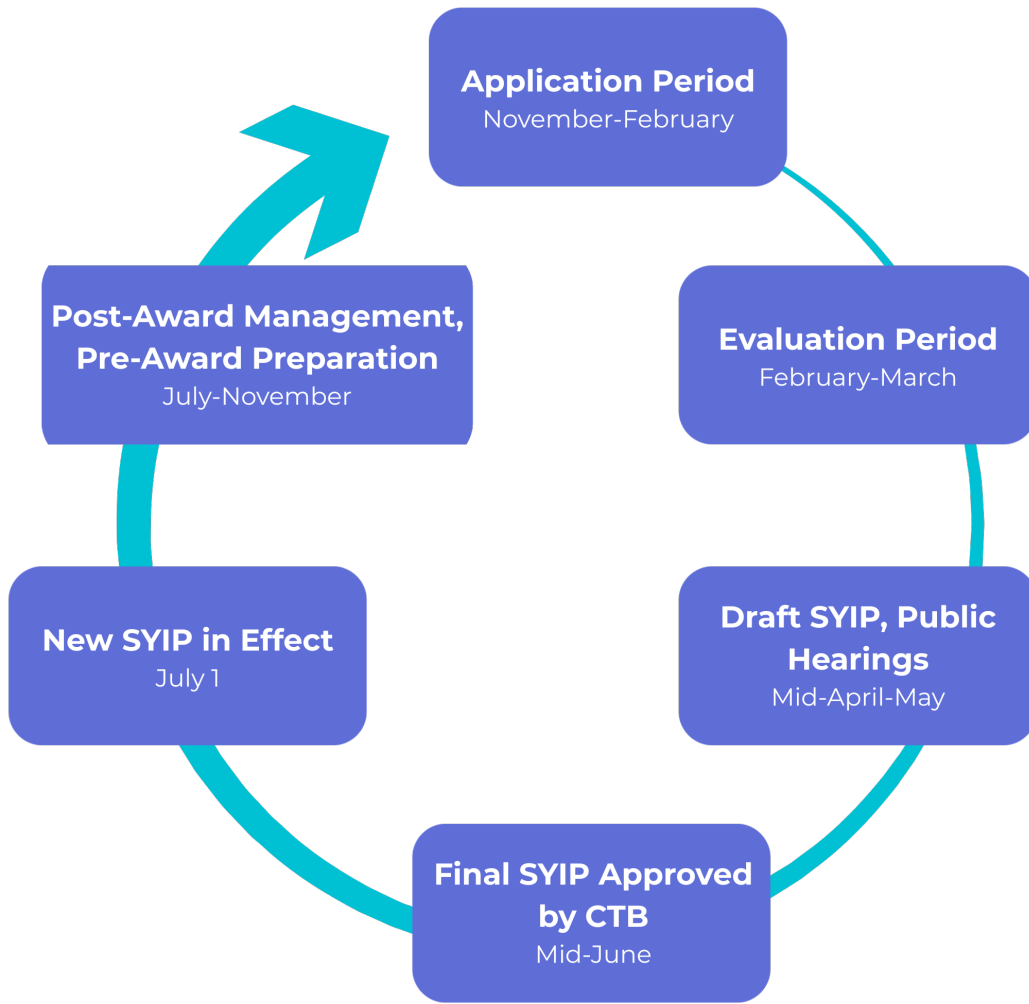 Application Period
November-February
Evaluation Period
February-March
Draft SYIP, Public
Hearings
Mid-April-May
Final SYIP Approved
by CTB
Mid-June
New SYIP in Effect
July 1
Post-Award Management,
Pre-Award Preparation
July-November